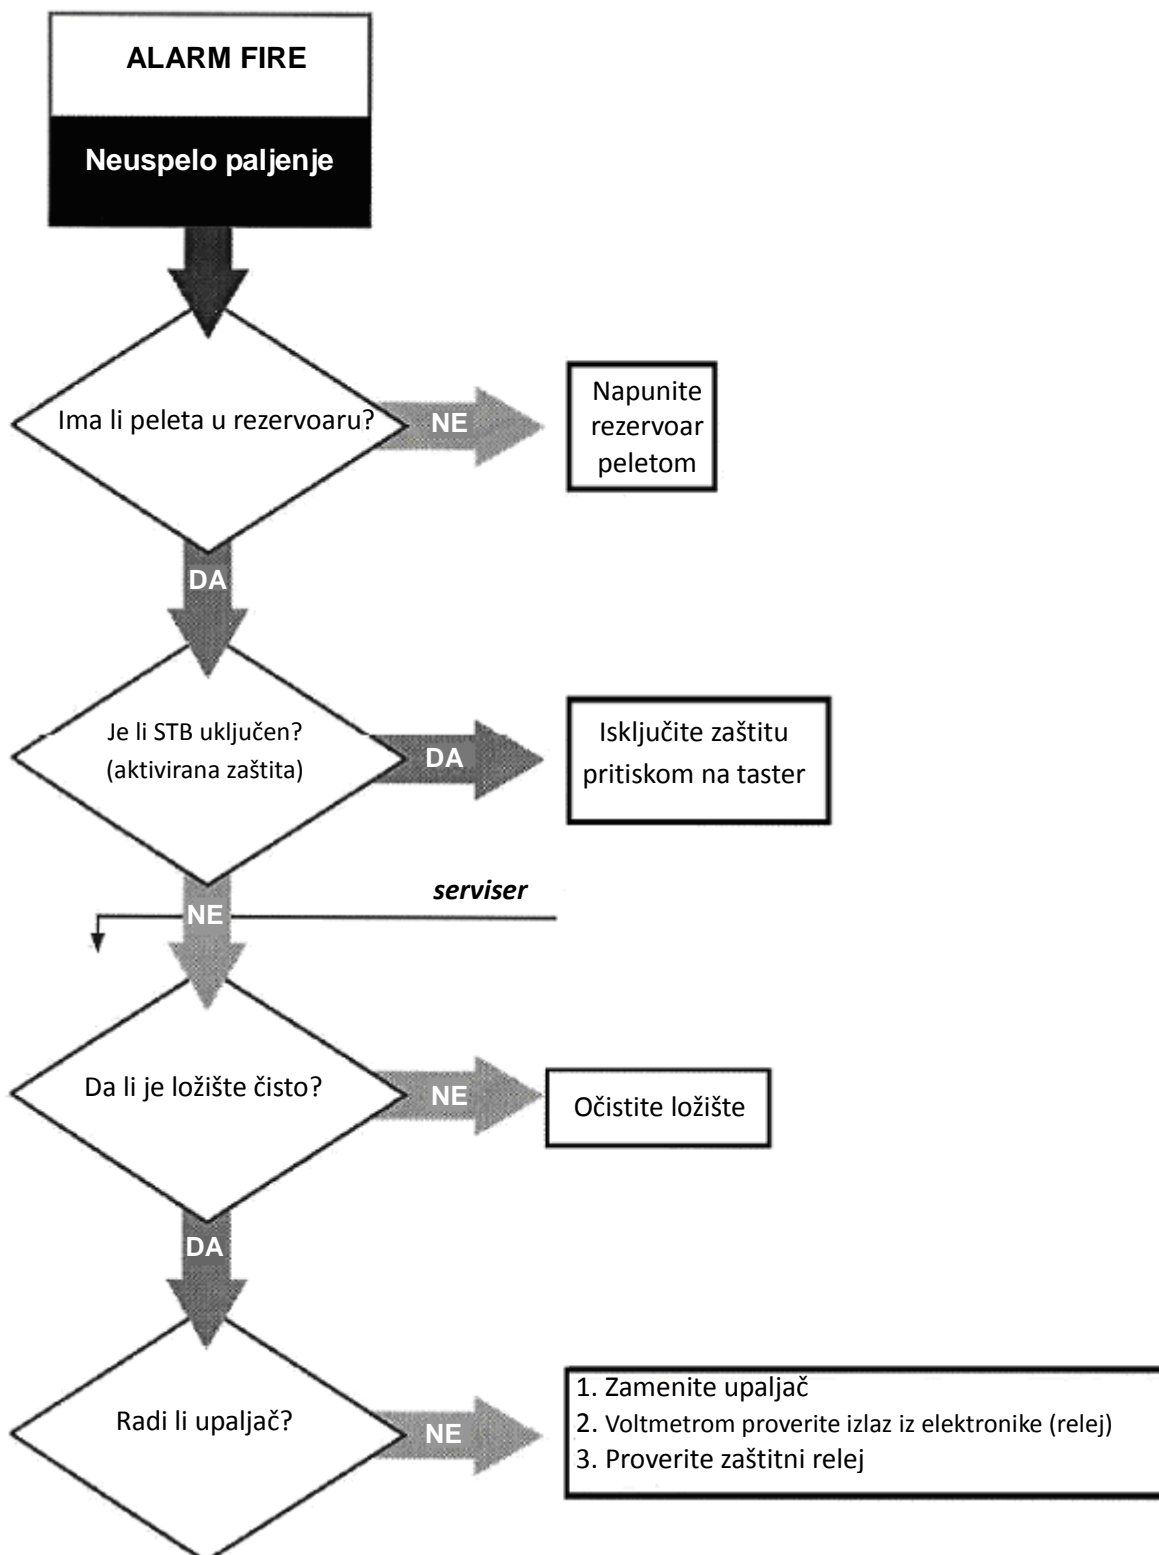 ALARM FIRE
Neuspelo paljenje
Ima li peleta u rezervoaru?
NE
Napunite
rezervoar
peletom
DA
Je li STB uključen?
(aktivirana zaštita)
DA
Isključite zaštitu
pritiskom na taster
NE
serviser
Da li je ložište čisto?
NE
Očistite ložište
DA
Radi li upaljač?
NE
1. Zamenite upaljač
2. Voltmetrom proverite izlaz iz elektronike (relej)
3. Proverite zaštitni relej